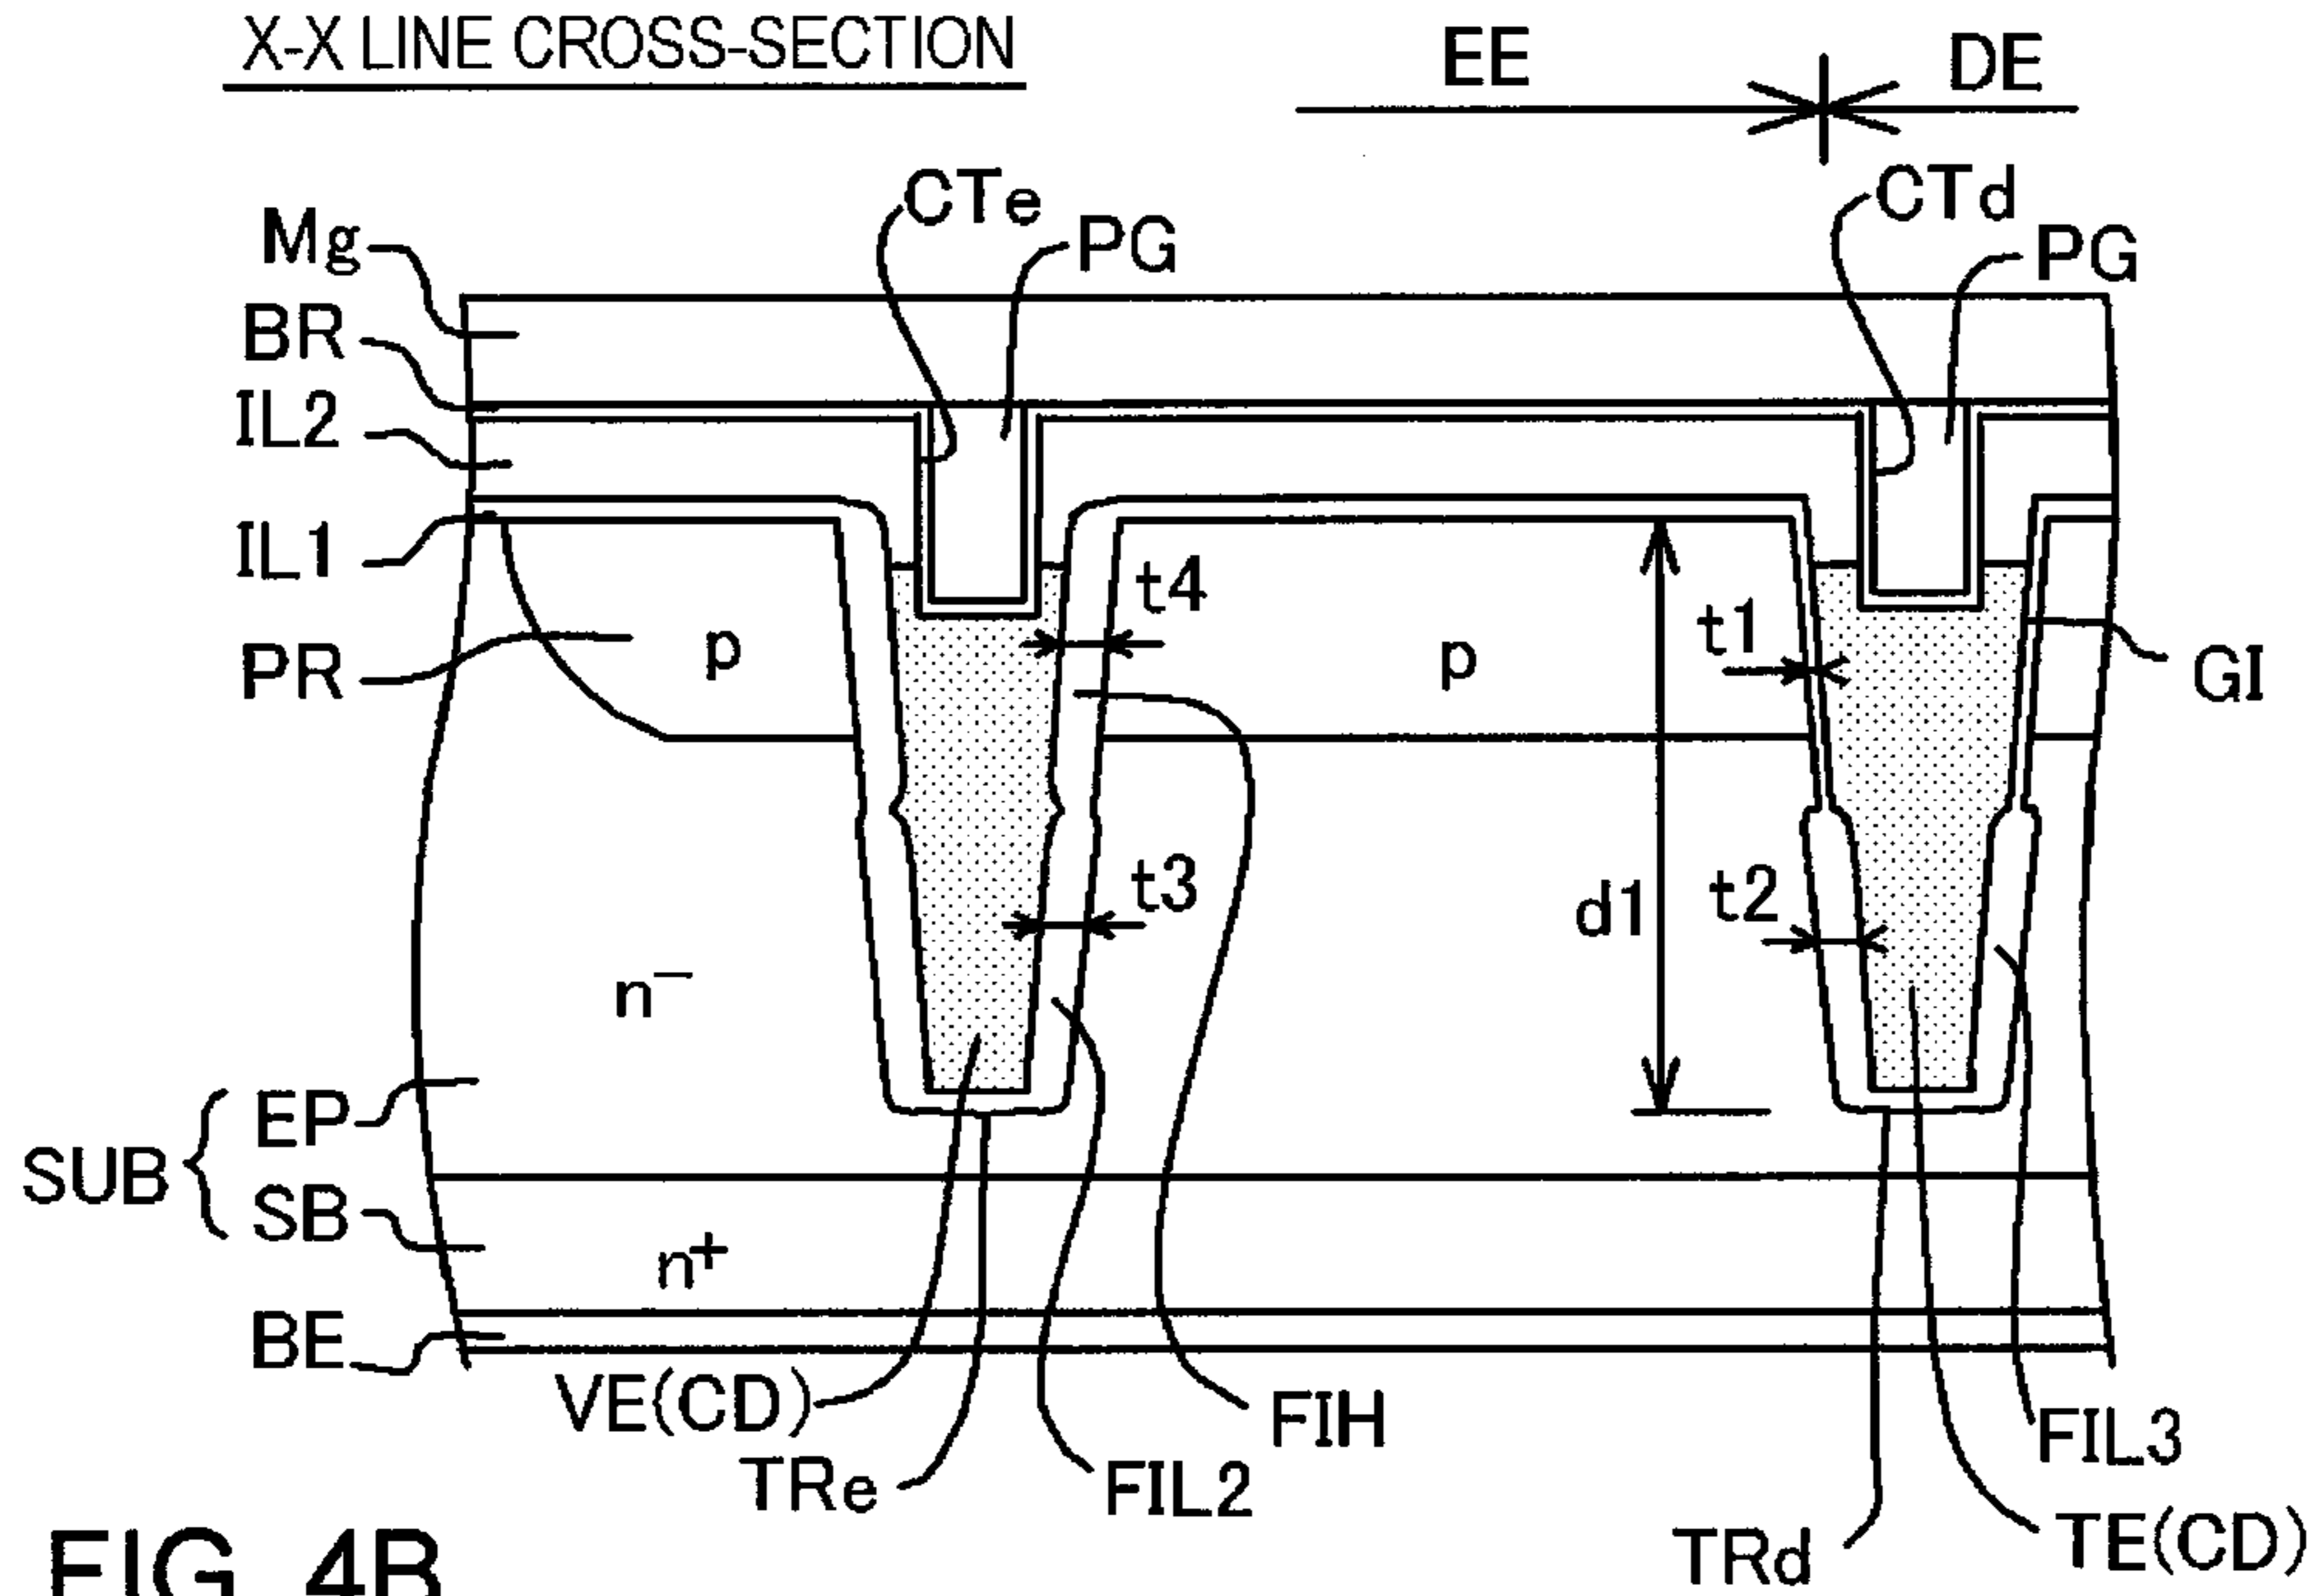 X-X LINE CROSS-SECTION
EE
DE
CTe
PG
CTd
PG
Mg
BR
IL2
IL1
PR
p
t4
p
t1
GI
t3
d1
t2
n−
SUB
EP
SB
n+
BE
VE(CD)
TRe
FIL2
FIH
FIL3
TRd
TE(CD)
FIG. 4B